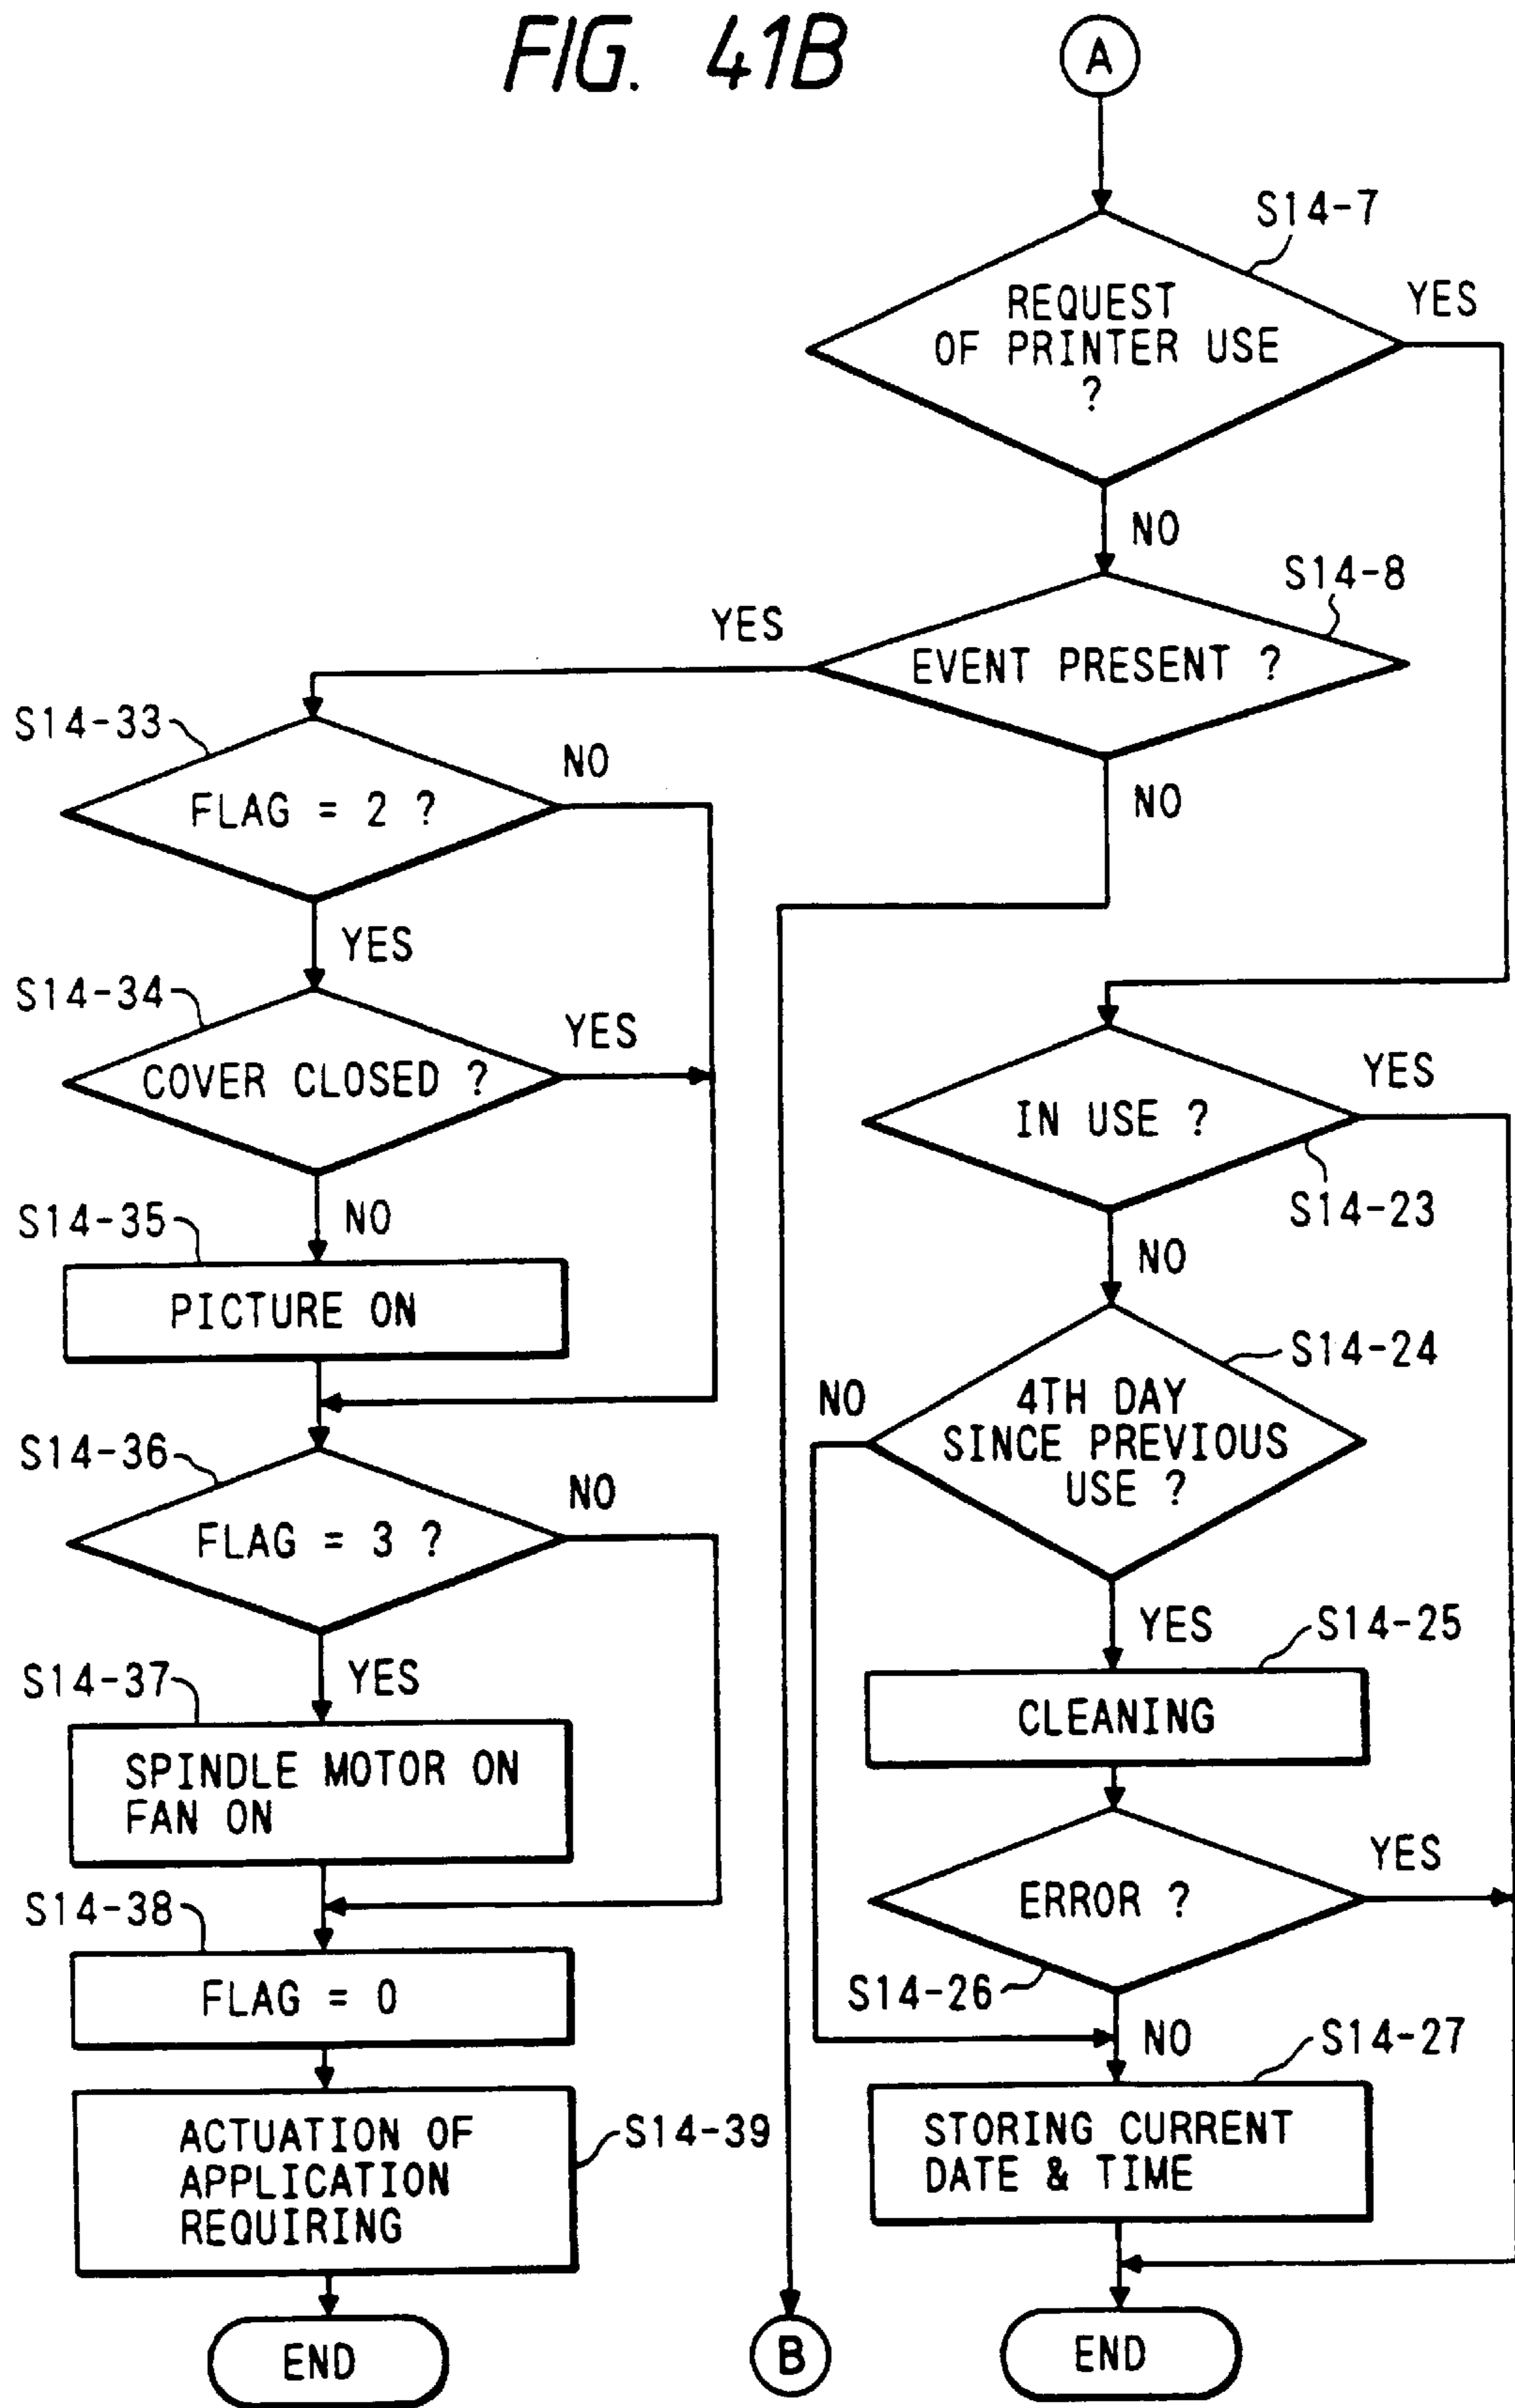 FIG. 41B
A
S14-7
REQUEST
OF PRINTER USE
?
YES
NO
S14-8
EVENT PRESENT ?
YES
NO
S14-33
FLAG = 2 ?
NO
YES
S14-34
COVER CLOSED ?
YES
NO
S14-35
PICTURE ON
S14-36
FLAG = 3 ?
NO
YES
S14-37
SPINDLE MOTOR ON
FAN ON
S14-38
FLAG = 0
ACTUATION OF
APPLICATION
REQUIRING
S14-39
END
B
IN USE ?
YES
S14-23
NO
S14-24
4TH DAY
SINCE PREVIOUS
USE ?
NO
YES
S14-25
CLEANING
ERROR ?
YES
S14-26
NO
S14-27
STORING CURRENT
DATE & TIME
END